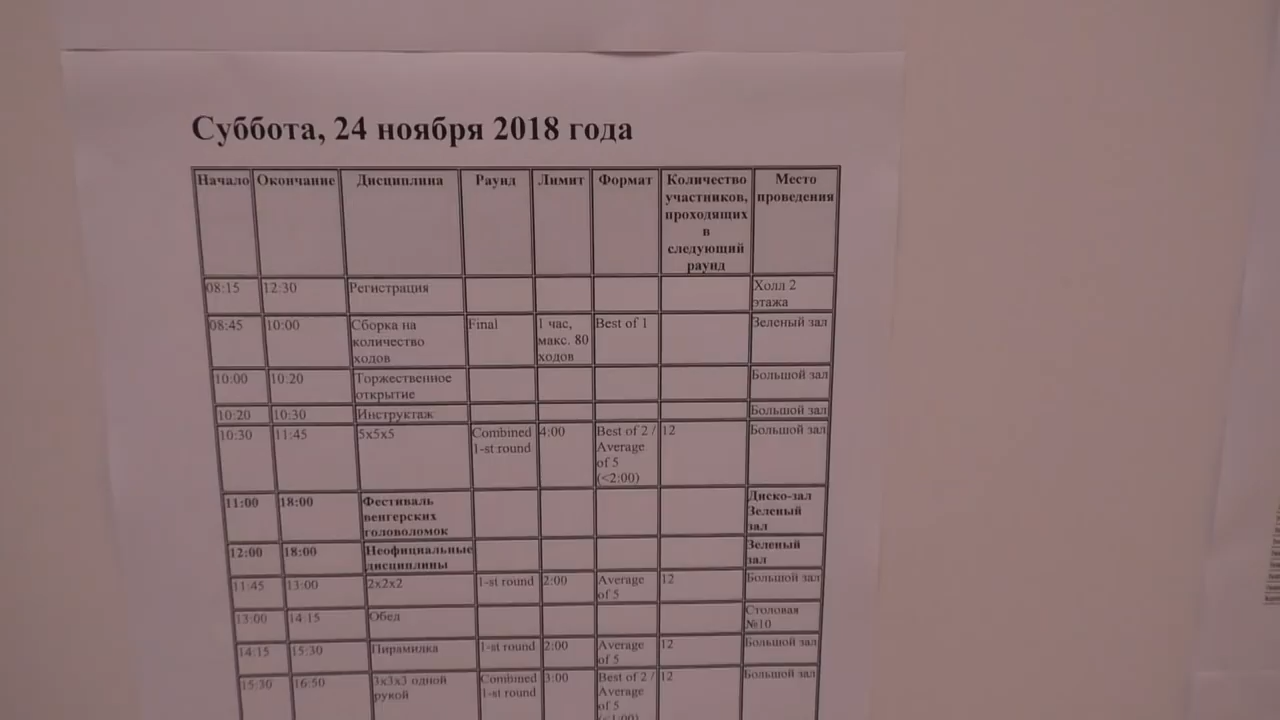 Суббота, 24 ноября 2018 года
Начало Окончание Дисциплина Раунд Лимит Формат Количество участников, проходящих в следующий раунд Место проведения
08:15 12:30 Регистрация Холл 2 этажа
08:45 10:00 Сборка на количество ходов Final 1 час, макс. 80 ходов Best of 1 Зеленый зал
10:00 10:20 Торжественное открытие Большой зал
10:20 10:30 Инструктаж Большой зал
10:30 11:45 5x5x5 Combined 1-st round 4:00 Best of 2 / Average of 5 (<2:00) 12 Большой зал
11:00 18:00 Фестиваль венгерских головоломок Диско-зал Зеленый зал
12:00 18:00 Неофициальные дисциплины Зеленый зал
11:45 13:00 2x2x2 1-st round 2:00 Average of 5 12 Большой зал
13:00 14:15 Обед Столовая №10
14:15 15:30 Пирамидка 1-st round 2:00 Average of 5 12 Большой зал
15:30 16:50 3x3x3 одной рукой Combined 1-st round 3:00 Best of 2 / Average of 5 (<1:00) 12 Большой зал